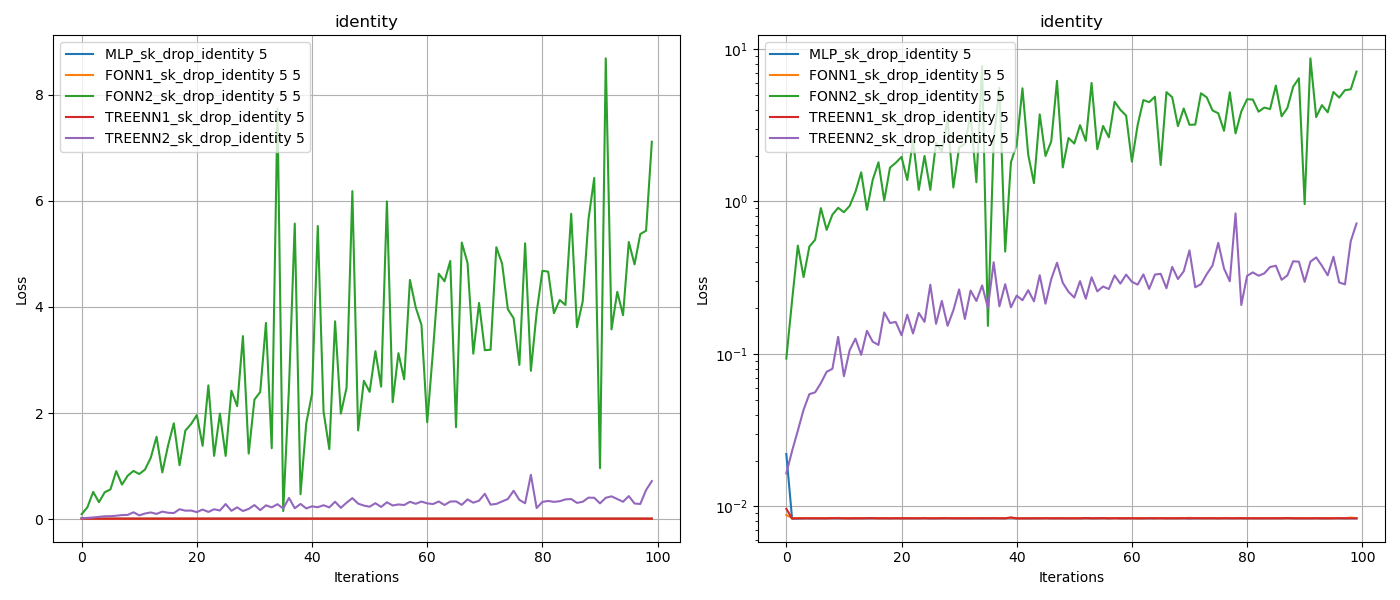 identity
MLP_sk_drop_identity 5
FONN1_sk_drop_identity 5 5
FONN2_sk_drop_identity 5 5
TREENN1_sk_drop_identity 5
TREENN2_sk_drop_identity 5
8
6
4
2
0
Loss
0 20 40 60 80 100
Iterations
identity
MLP_sk_drop_identity 5
FONN1_sk_drop_identity 5 5
FONN2_sk_drop_identity 5 5
TREENN1_sk_drop_identity 5
TREENN2_sk_drop_identity 5
10¹
10⁰
10⁻¹
10⁻²
Loss
0 20 40 60 80 100
Iterations